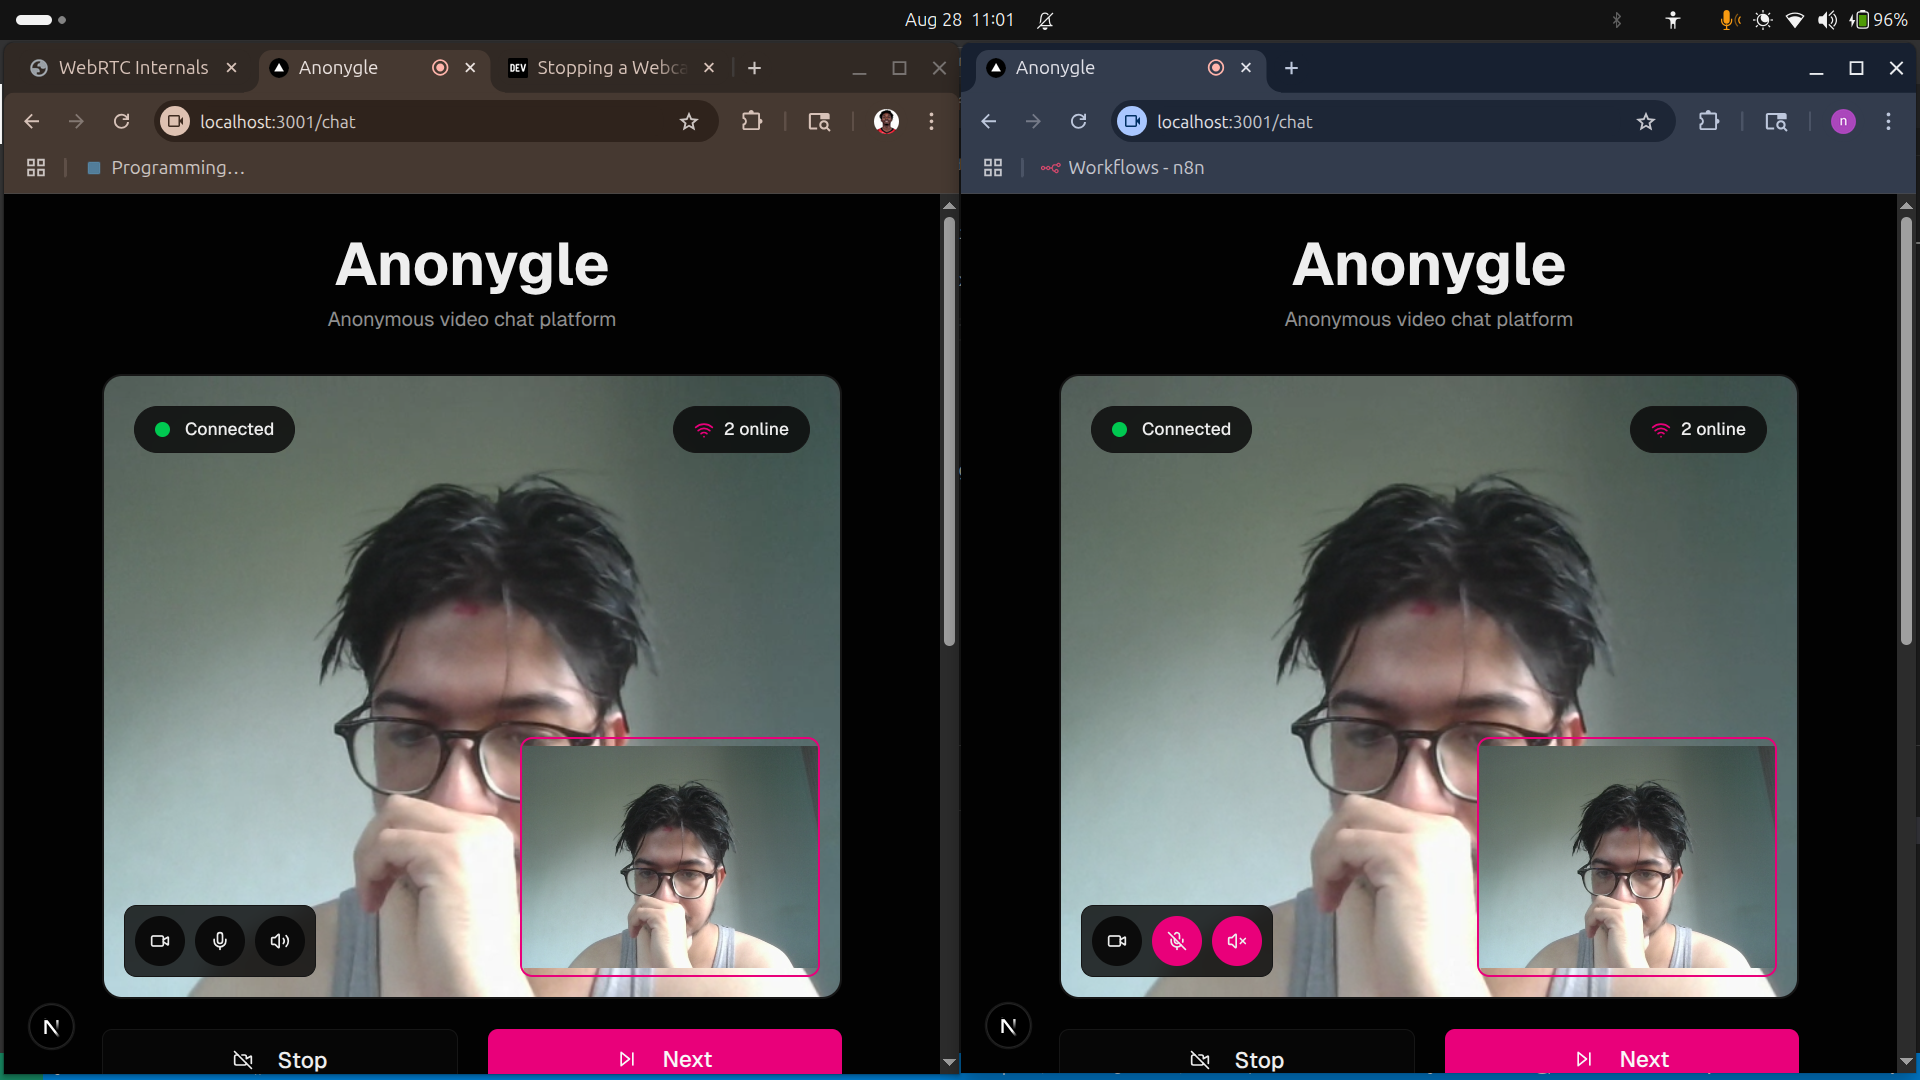 Aug 28 11:01
96%
WebRTC Internals
Anonygle
DEV Stopping a Webca
localhost:3001/chat
Programming...
Anonygle
Anonymous video chat platform
Connected
2 online
N
Stop
Next
Anonygle
localhost:3001/chat
n
Workflows - n8n
Anonygle
Anonymous video chat platform
Connected
2 online
N
Stop
Next